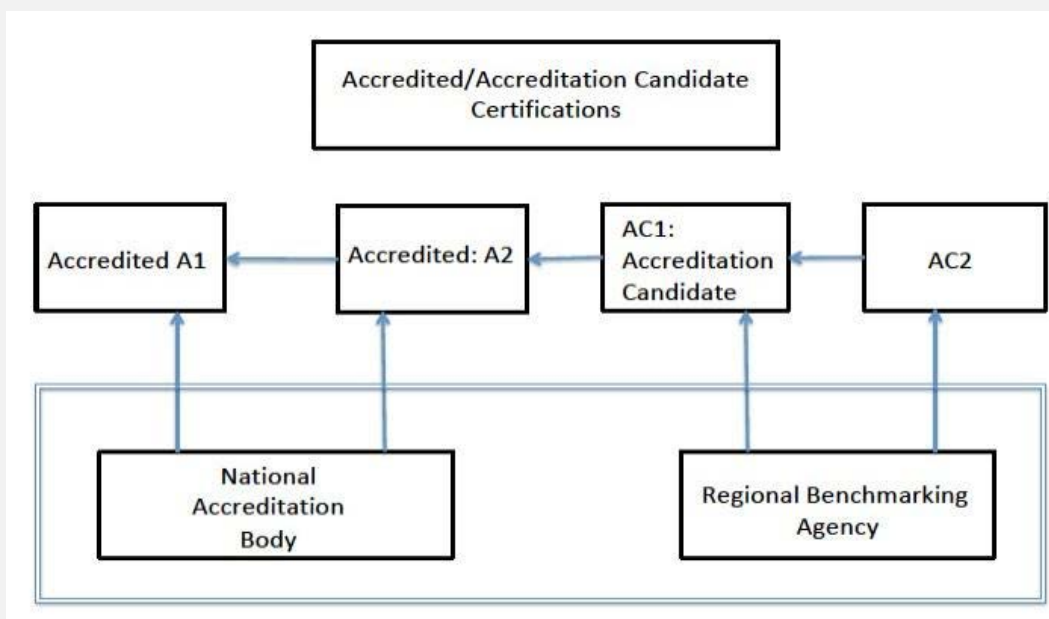 Accredited/Accreditation Candidate
Certifications
Accredited A1
Accredited: A2
AC1:
Accreditation
Candidate
AC2
National
Accreditation
Body
Regional Benchmarking
Agency